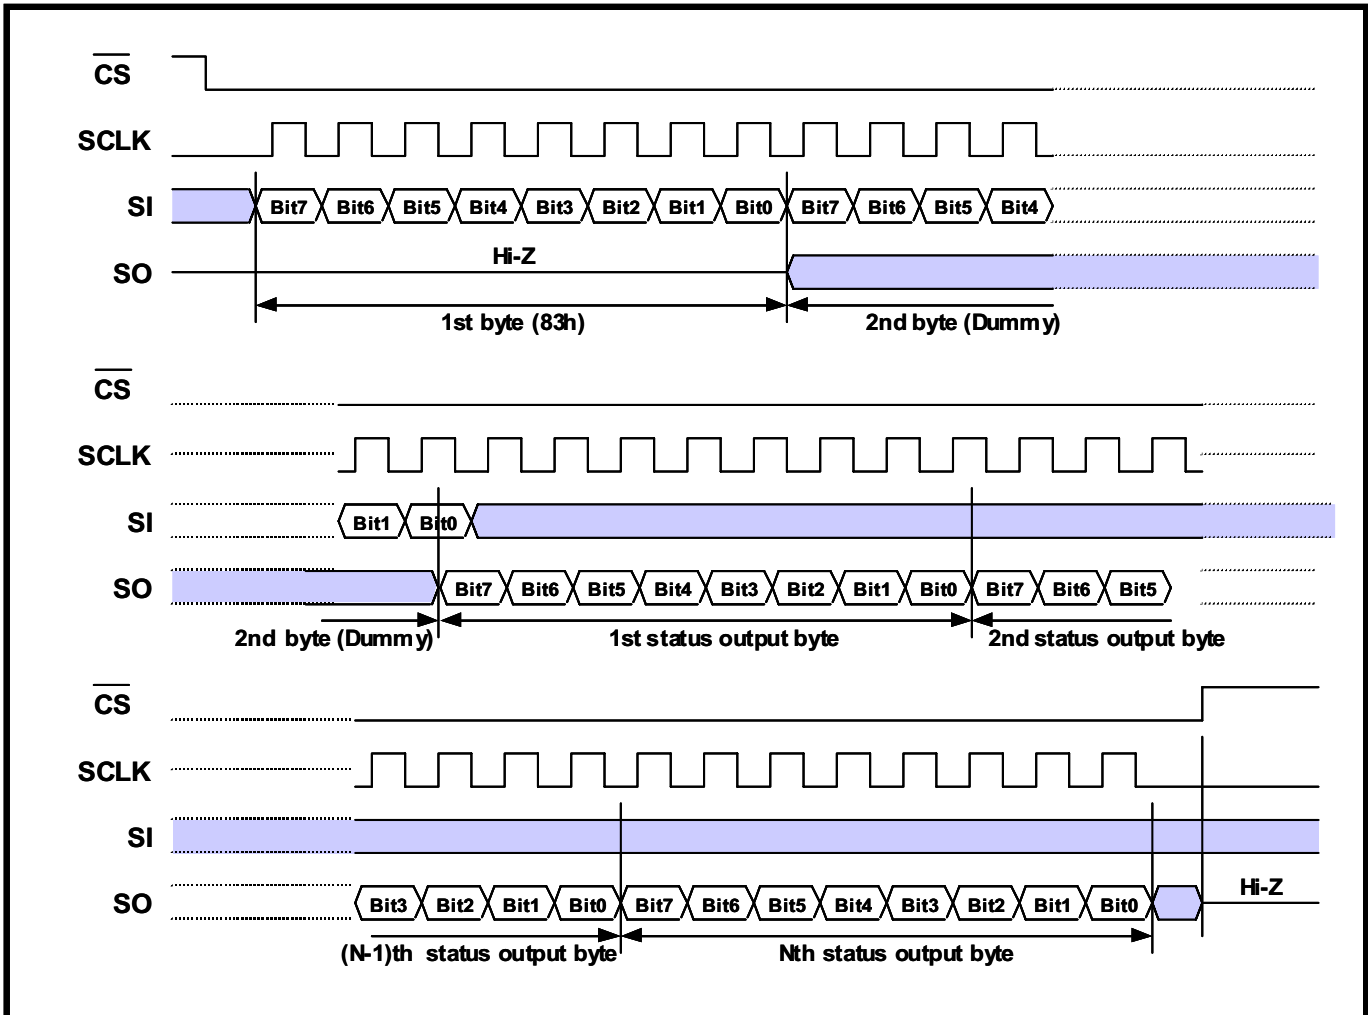 CS
SCLK
SI Bit7 Bit6 Bit5 Bit4 Bit3 Bit2 Bit1 Bit0 Bit7 Bit6 Bit5 Bit4
Hi-Z
SO
1st byte (83h) 2nd byte (Dummy)
CS
SCLK
SI Bit1 Bit0
SO Bit7 Bit6 Bit5 Bit4 Bit3 Bit2 Bit1 Bit0 Bit7 Bit6 Bit5
2nd byte (Dummy) 1st status output byte 2nd status output byte
CS
SCLK
SI
SO Bit3 Bit2 Bit1 Bit0 Bit7 Bit6 Bit5 Bit4 Bit3 Bit2 Bit1 Bit0 Hi-Z
(N-1)th status output byte Nth status output byte